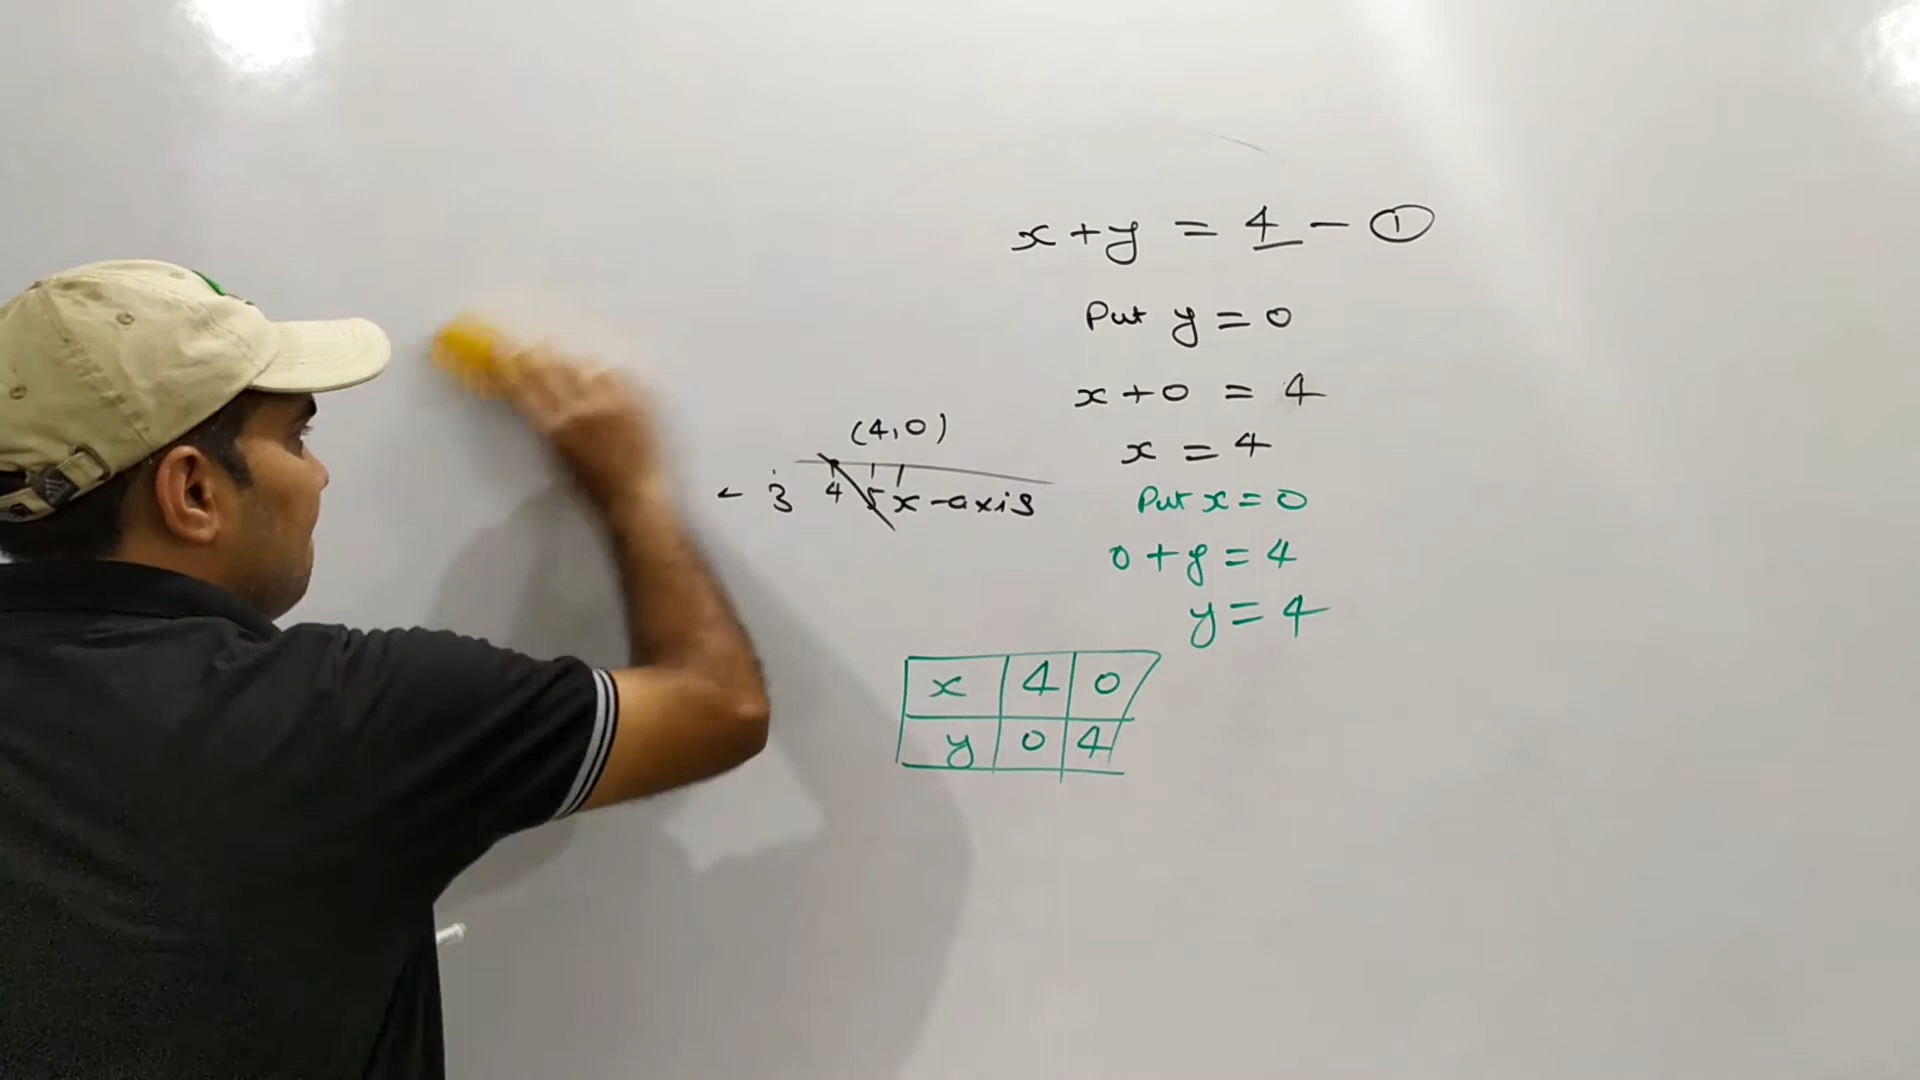 x + y = 4 — ①
Put y = 0
x + 0 = 4
x = 4
(4,0)
3 4 5 x-axis
Put x = 0
0 + y = 4
y = 4
x 4 0
y 0 4